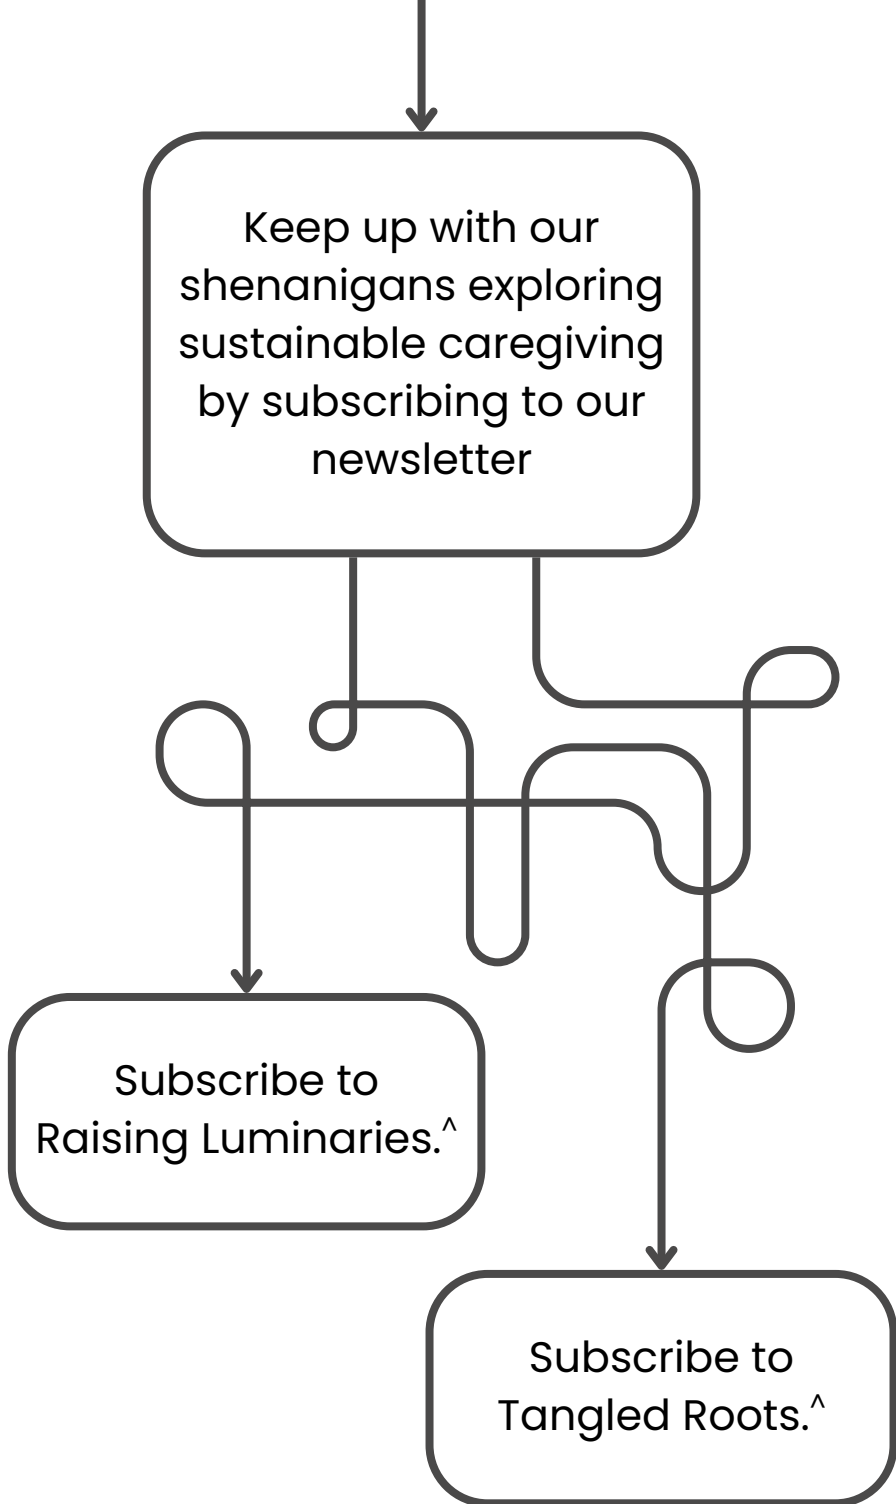 Keep up with our
shenanigans exploring
sustainable caregiving
by subscribing to our
newsletter
Subscribe to
Raising Luminaries.^
Subscribe to
Tangled Roots.^